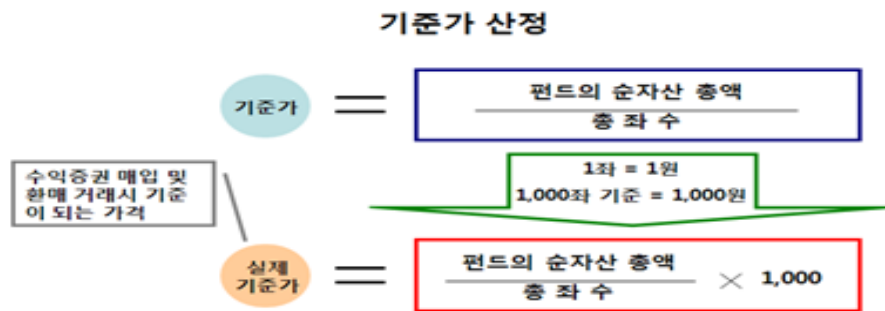 기준가 산정
기준가
=
펀드의 순자산 총액
총 좌 수
1좌 = 1원
1,000좌 기준 = 1,000원
수익증권 매입 및
환매 거래시 기준
이 되는 가격
실제
기준가
=
펀드의 순자산 총액
총 좌 수
× 1,000